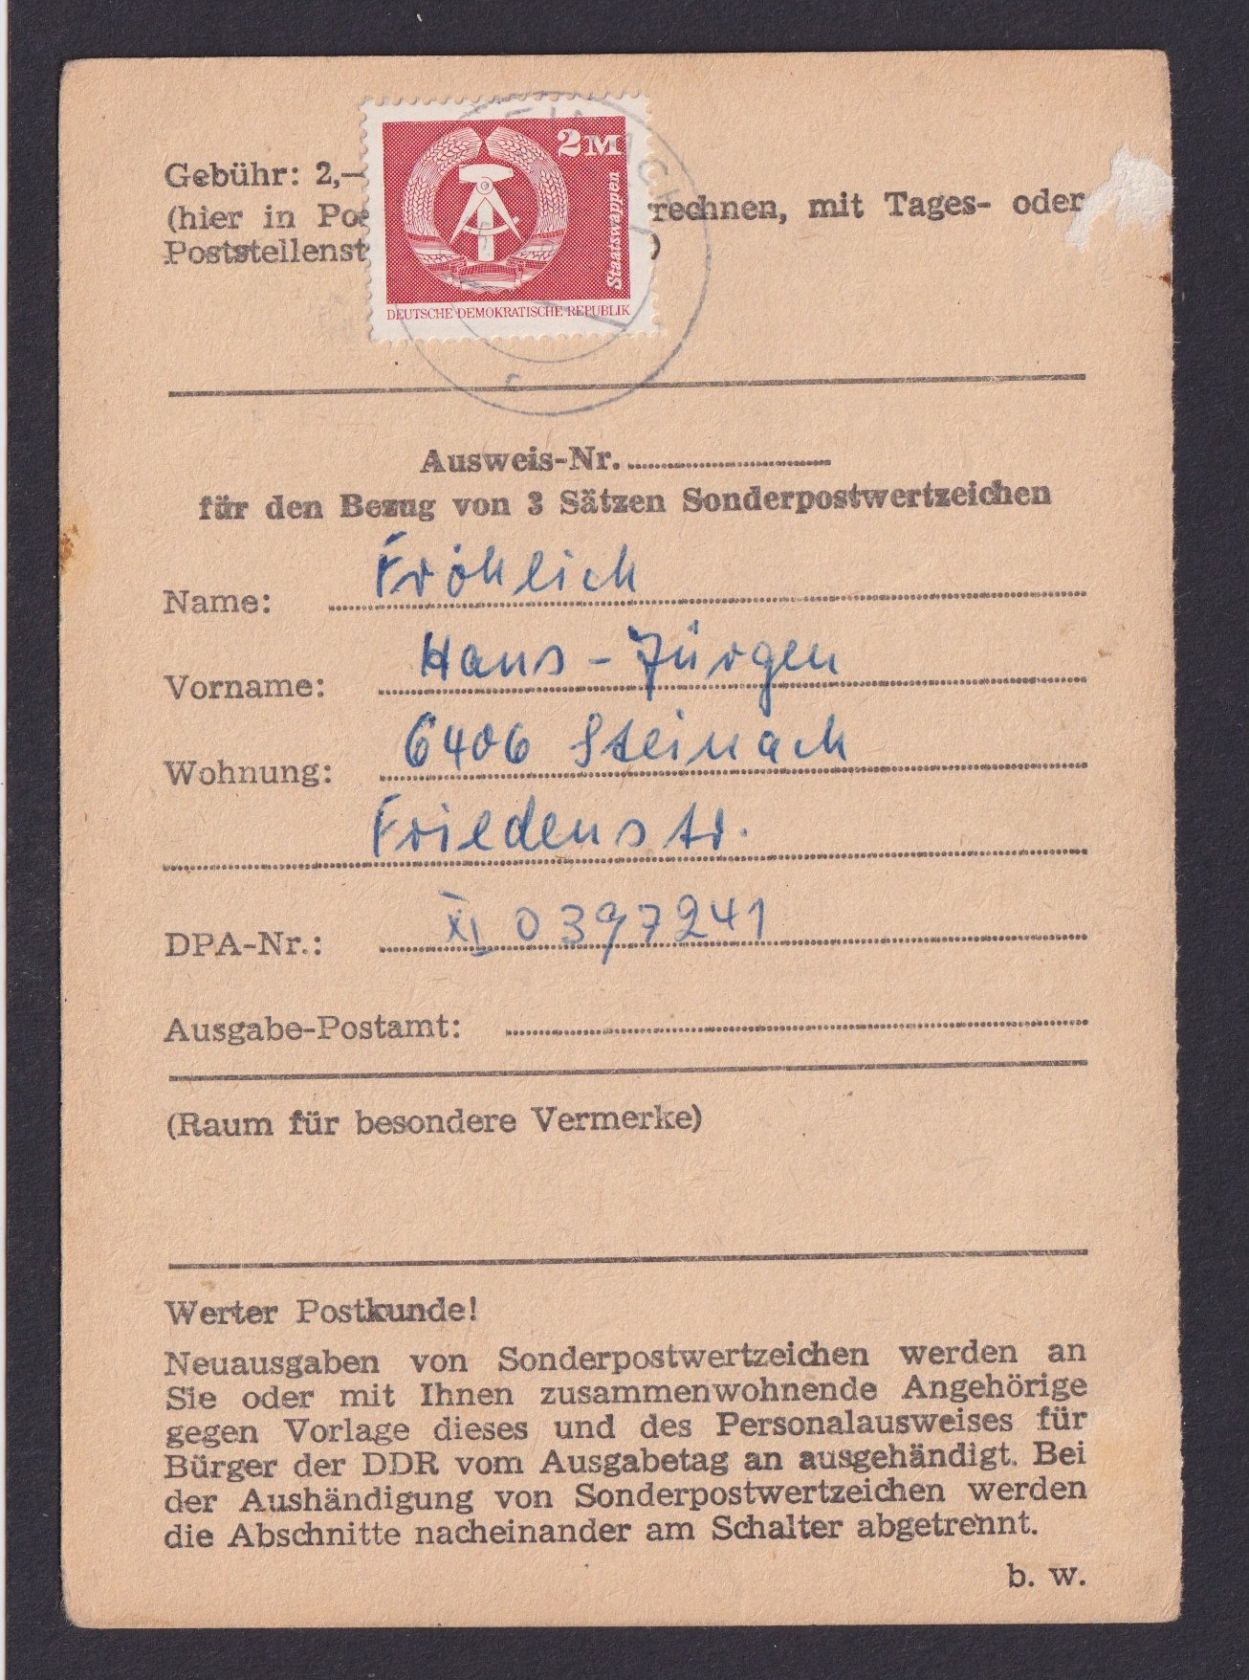 Gebühr: 2,—
2 M
Staatswappen
DEUTSCHE DEMOKRATISCHE REPUBLIK
(hier in Pos rechnen, mit Tages- oder
Poststellenst )
Ausweis-Nr.
für den Bezug von 3 Sätzen Sonderpostwertzeichen
Name: Fröhlich
Vorname: Hans-Jürgen
Wohnung: 6406 Steinach
Friedenstr.
DPA-Nr.: XI 0397241
Ausgabe-Postamt:
(Raum für besondere Vermerke)
Werter Postkunde!
Neuausgaben von Sonderpostwertzeichen werden an
Sie oder mit Ihnen zusammenwohnende Angehörige
gegen Vorlage dieses und des Personalausweises für
Bürger der DDR vom Ausgabetag an ausgehändigt. Bei
der Aushändigung von Sonderpostwertzeichen werden
die Abschnitte nacheinander am Schalter abgetrennt.
b. w.